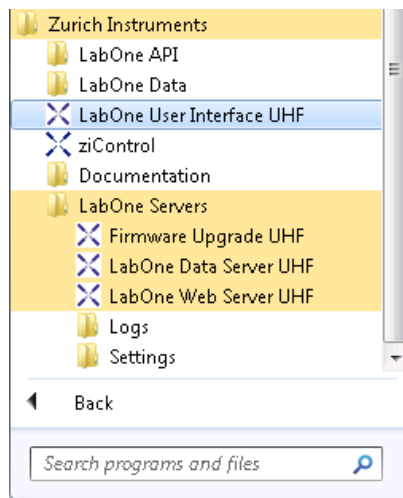 Zurich Instruments
LabOne API
LabOne Data
LabOne User Interface UHF
ziControl
Documentation
LabOne Servers
Firmware Upgrade UHF
LabOne Data Server UHF
LabOne Web Server UHF
Logs
Settings
Back
Search programs and files